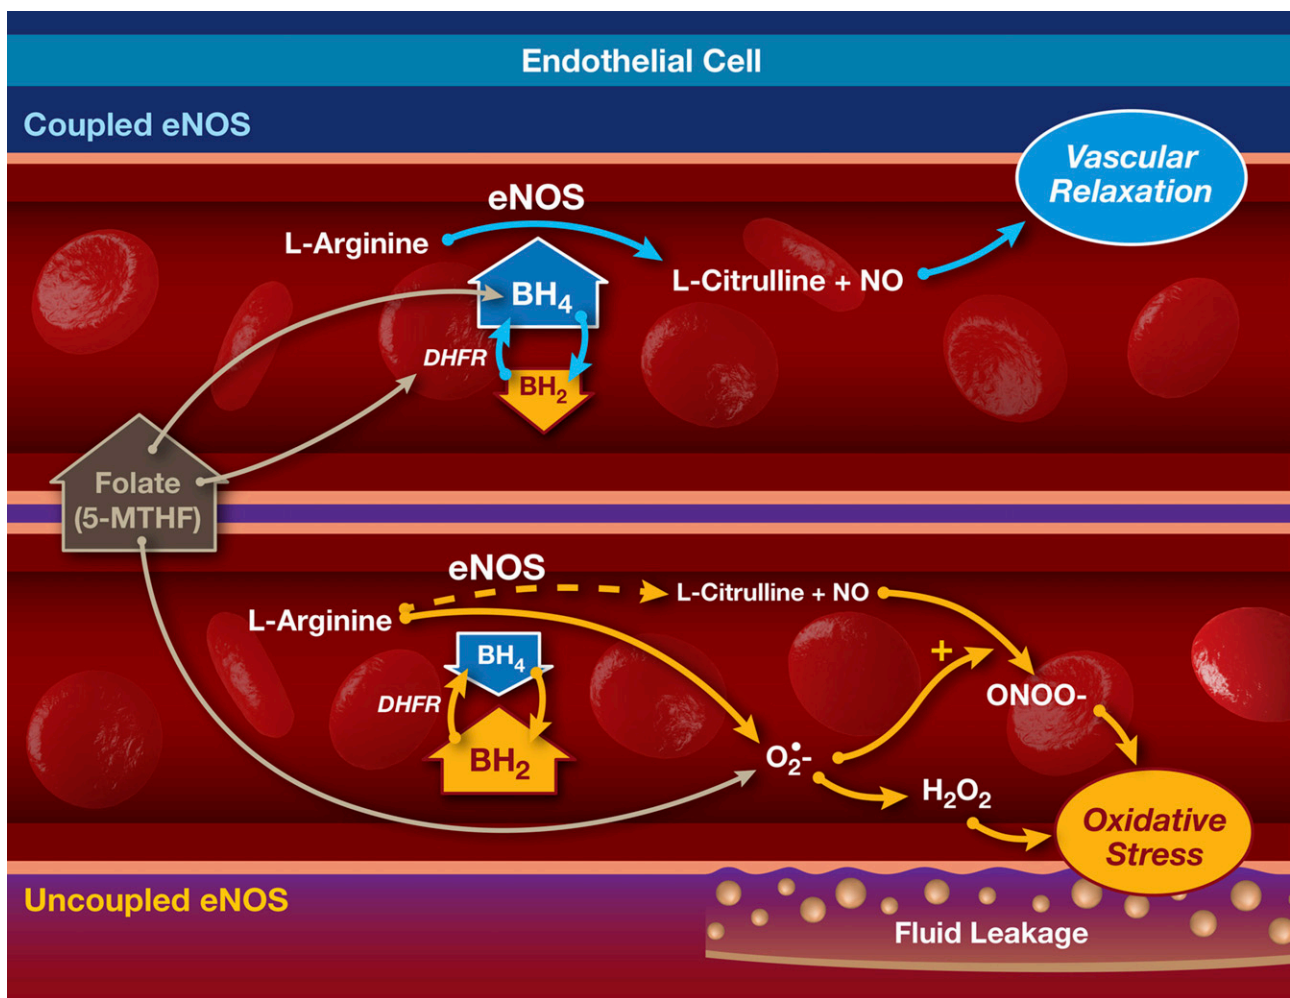 Endothelial Cell
Coupled eNOS
Vascular
Relaxation
eNOS
L-Arginine
L-Citrulline + NO
BH₄
DHFR
BH₂
Folate
(5-MTHF)
eNOS
L-Citrulline + NO
L-Arginine
BH₄
+
DHFR
ONOO-
BH₂
O₂•-
H₂O₂
Oxidative
Stress
Uncoupled eNOS
Fluid Leakage